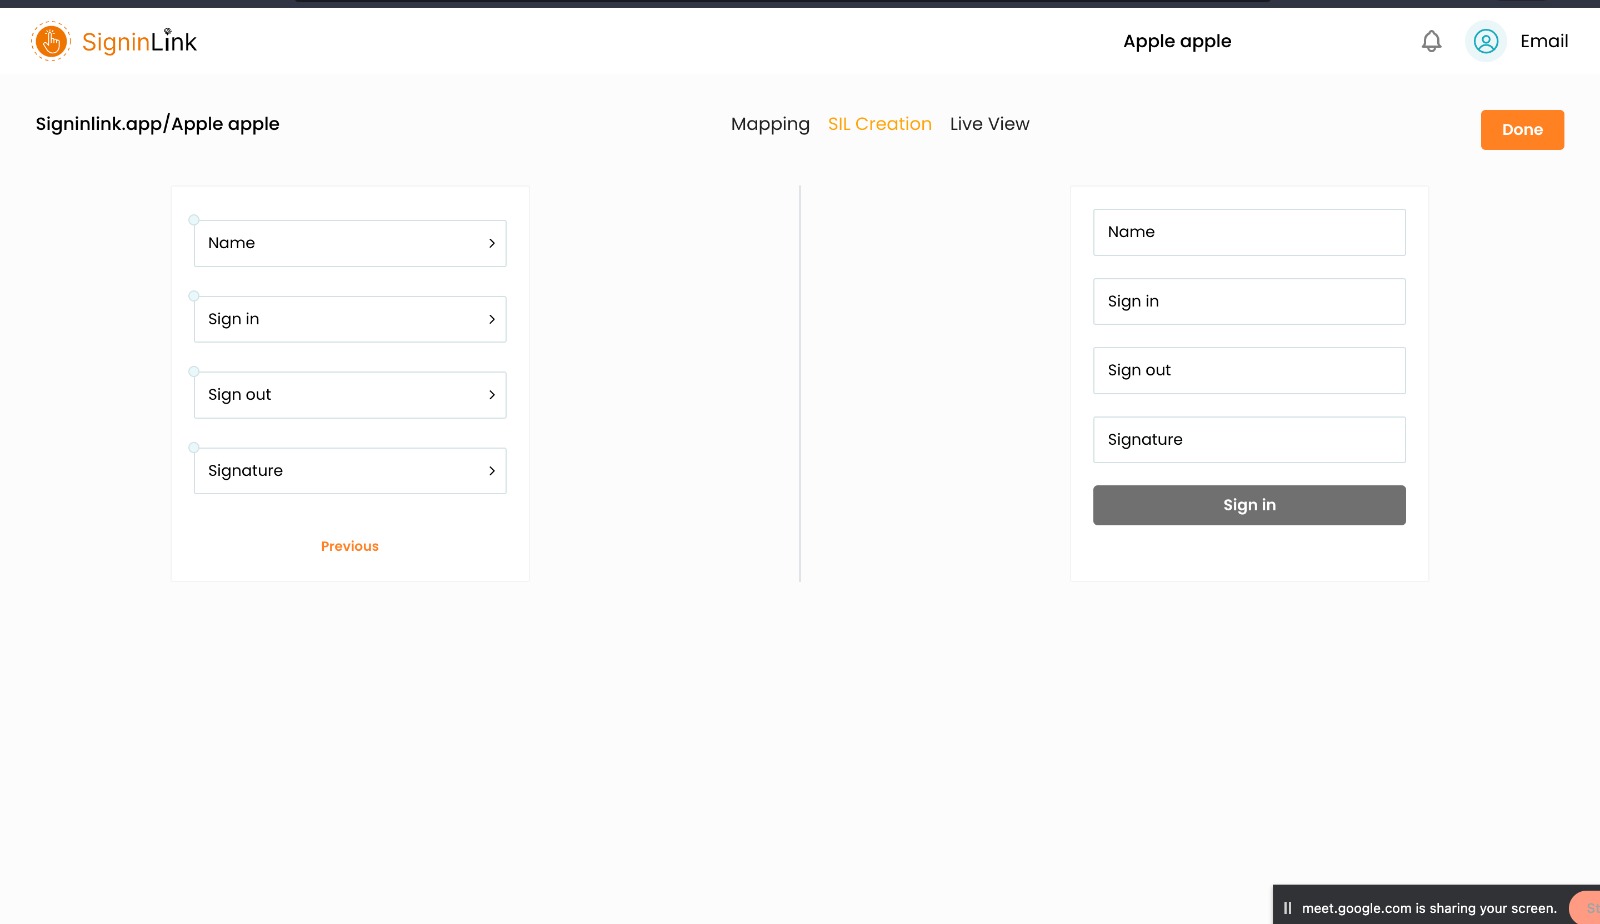 SigninLink
Apple apple
Email
Signinlink.app/Apple apple
Mapping
SIL Creation
Live View
Done
Name
Sign in
Sign out
Signature
Previous
Name
Sign in
Sign out
Signature
Sign in
meet.google.com is sharing your screen.